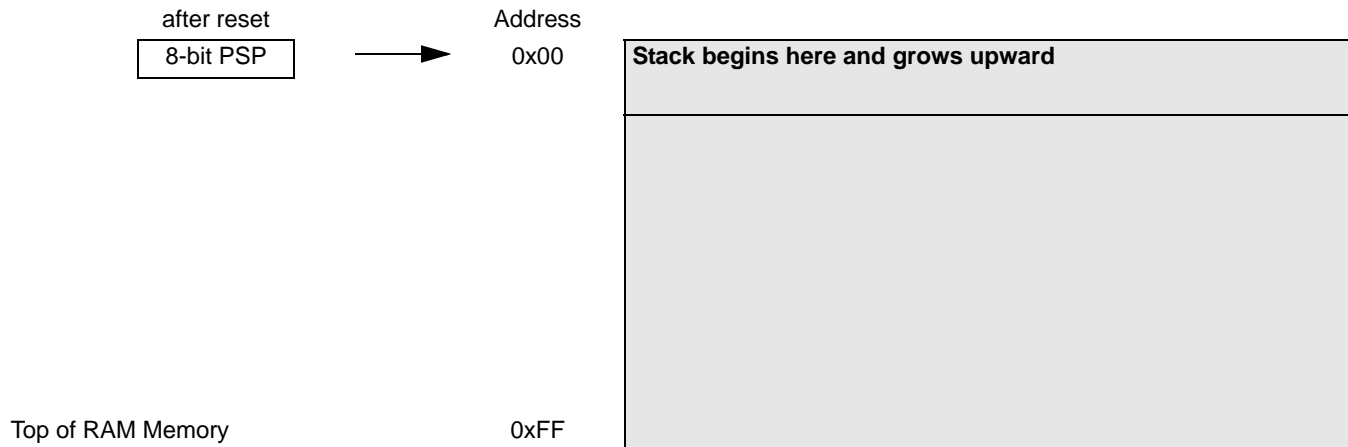 after reset Address
8-bit PSP 0x00 Stack begins here and grows upward
Top of RAM Memory 0xFF